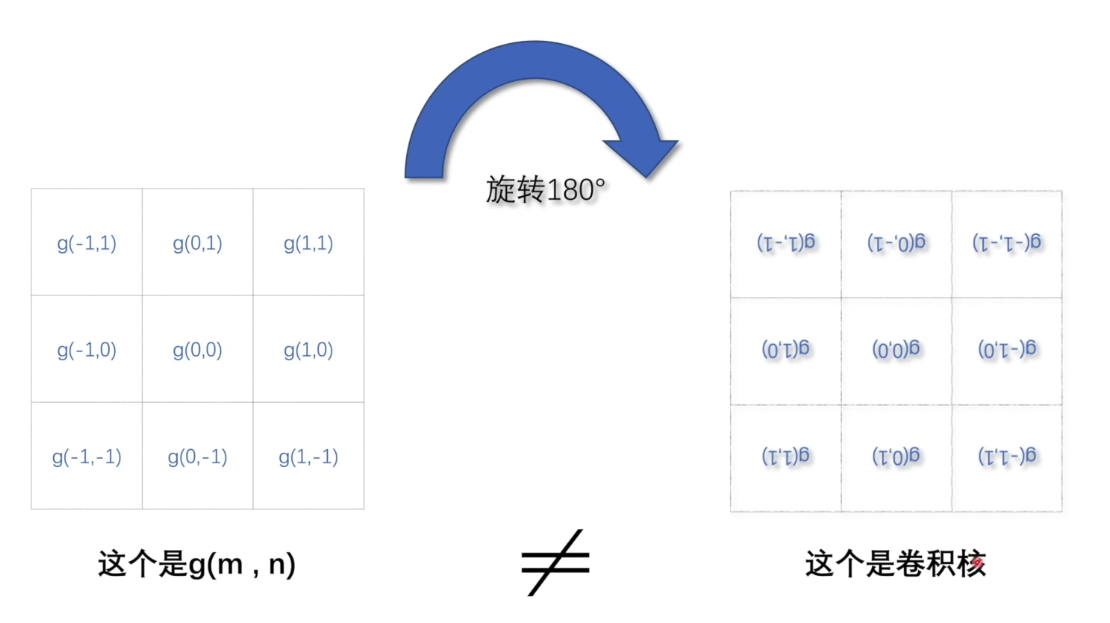 旋转180°
g(-1,1) g(0,1) g(1,1)
g(-1,0) g(0,0) g(1,0)
g(-1,-1) g(0,-1) g(1,-1)
g(1,-1) g(0,-1) g(-1,-1)
g(1,0) g(0,0) g(-1,0)
g(1,1) g(0,1) g(-1,1)
这个是g(m , n)
≠
这个是卷积核